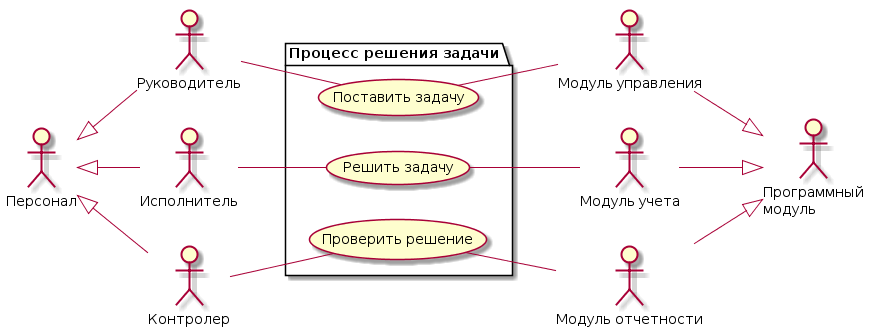 Руководитель
Персонал
Исполнитель
Контролер
Процесс решения задачи
Поставить задачу
Решить задачу
Проверить решение
Модуль управления
Модуль учета
Модуль отчетности
Программный
модуль